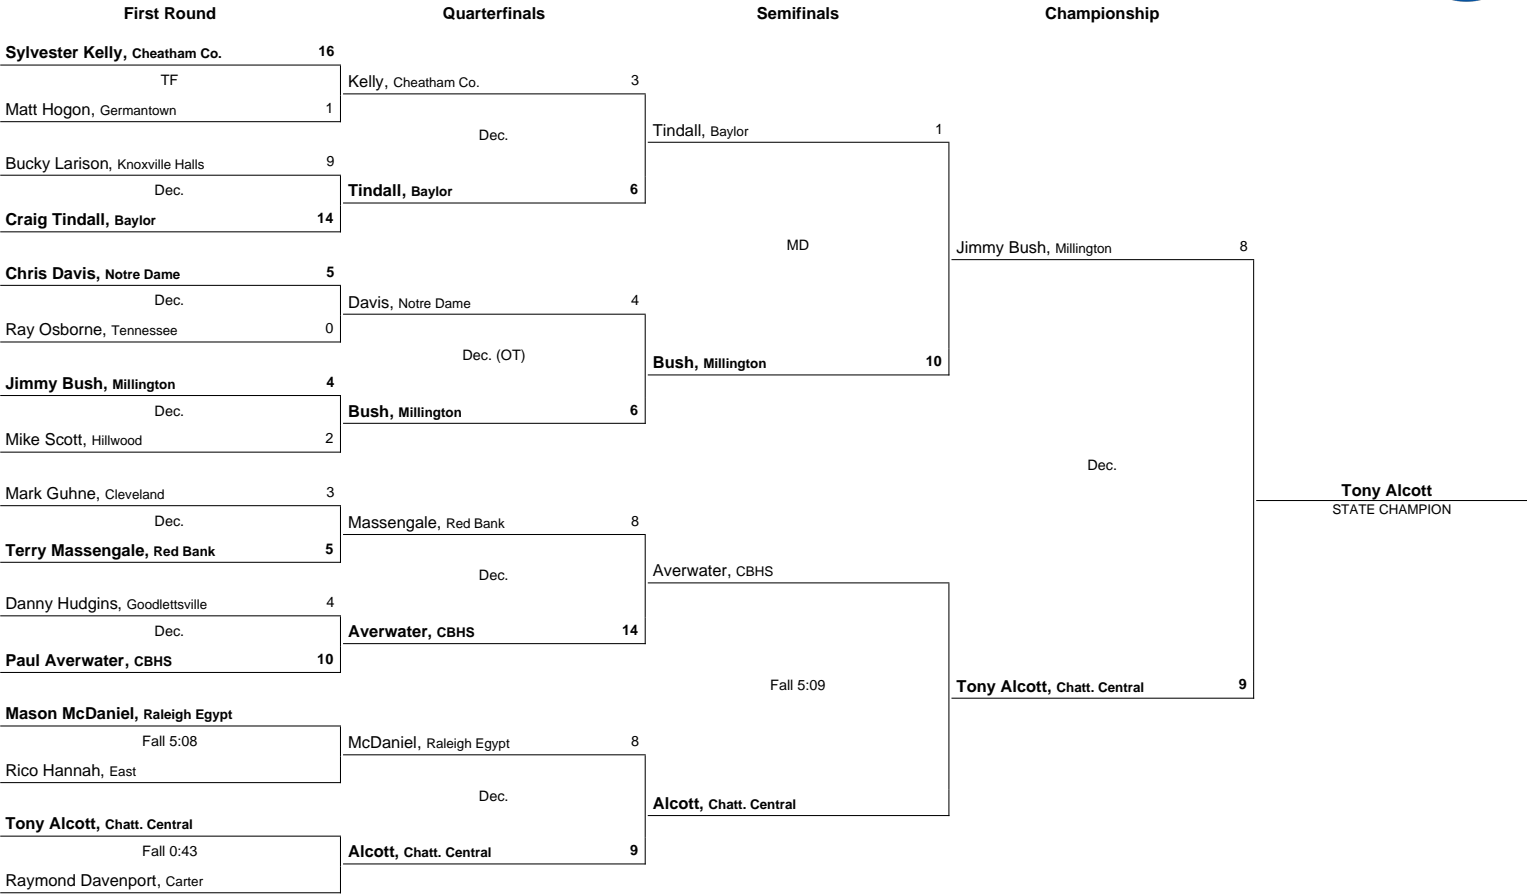 First Round
Quarterfinals
Semifinals
Championship
Sylvester Kelly, Cheatham Co. 16
TF
Matt Hogon, Germantown 1
Bucky Larison, Knoxville Halls 9
Dec.
Craig Tindall, Baylor 14
Chris Davis, Notre Dame 5
Dec.
Ray Osborne, Tennessee 0
Jimmy Bush, Millington 4
Dec.
Mike Scott, Hillwood 2
Mark Guhne, Cleveland 3
Dec.
Terry Massengale, Red Bank 5
Danny Hudgins, Goodlettsville 4
Dec.
Paul Averwater, CBHS 10
Mason McDaniel, Raleigh Egypt
Fall 5:08
Rico Hannah, East
Tony Alcott, Chatt. Central
Fall 0:43
Raymond Davenport, Carter
Kelly, Cheatham Co. 3
Dec.
Tindall, Baylor 6
Davis, Notre Dame 4
Dec. (OT)
Bush, Millington 6
Massengale, Red Bank 8
Dec.
Averwater, CBHS 14
McDaniel, Raleigh Egypt 8
Dec.
Alcott, Chatt. Central 9
Tindall, Baylor 1
MD
Bush, Millington 10
Averwater, CBHS
Fall 5:09
Alcott, Chatt. Central
Jimmy Bush, Millington 8
Dec.
Tony Alcott, Chatt. Central 9
Tony Alcott
STATE CHAMPION